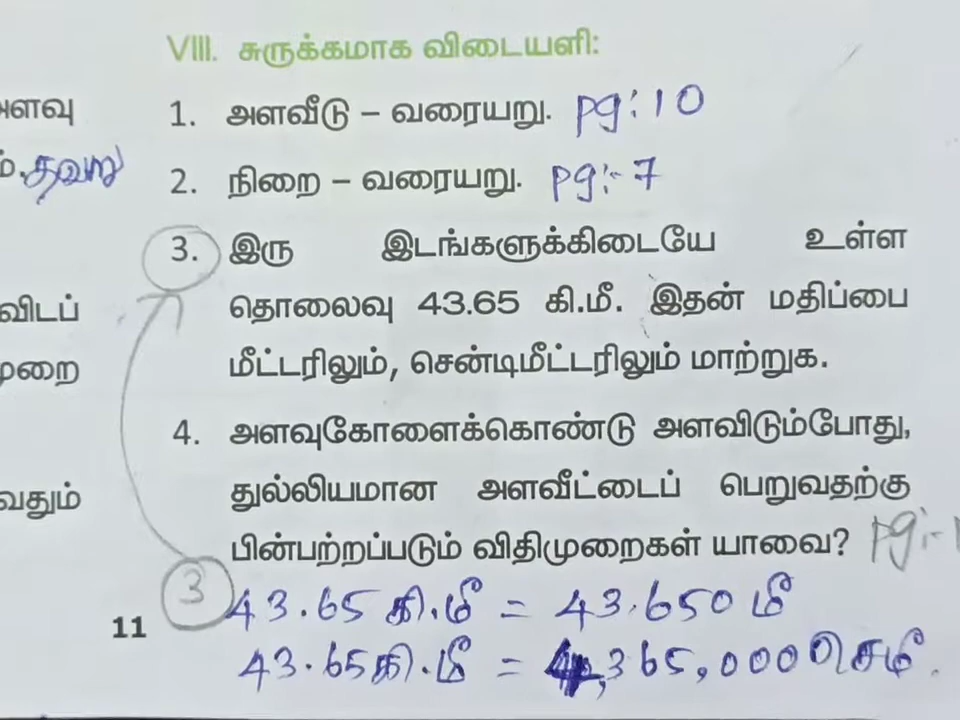 VIII. சுருக்கமாக விடையளி:
அளவு
1. அளவீடு – வரையறு. pg:10
ம். தவறு
2. நிறை – வரையறு. pg:-7
3. இரு இடங்களுக்கிடையே உள்ள
விடப்
தொலைவு 43.65 கி.மீ. இதன் மதிப்பை
முறை
மீட்டரிலும், சென்டிமீட்டரிலும் மாற்றுக.
4. அளவுகோளைக்கொண்டு அளவிடும்போது,
வதும்
துல்லியமான அளவீட்டைப் பெறுவதற்கு
பின்பற்றப்படும் விதிமுறைகள் யாவை? pg:-
3 43.65 கி.மீ = 43.650 மீ
11
43.65கி.மீ = 4,365,000 செமீ.